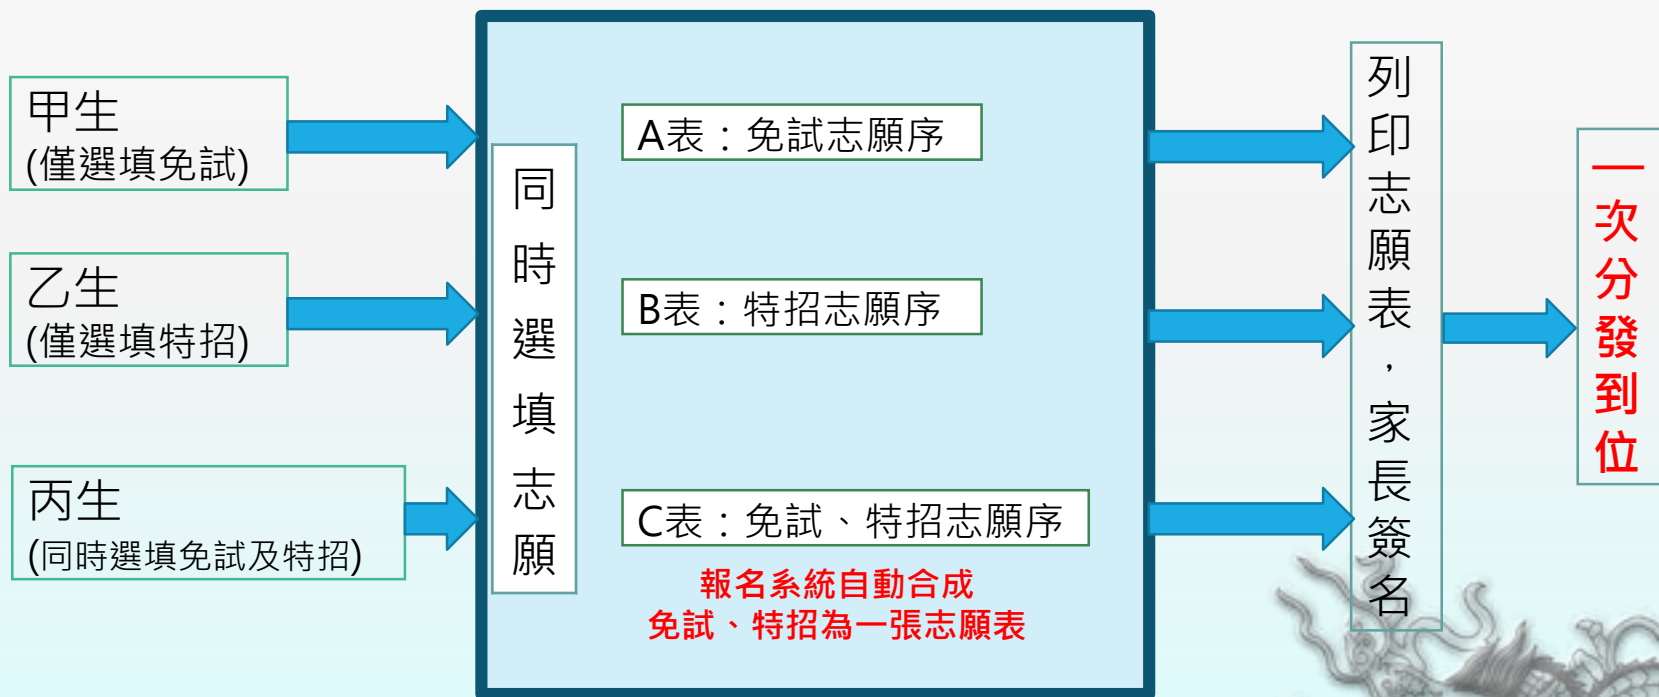 甲生
(僅選填免試)
乙生
(僅選填特招)
丙生
(同時選填免試及特招)
同時選填志願
A表：免試志願序
B表：特招志願序
C表：免試、特招志願序
報名系統自動合成
免試、特招為一張志願表
列印志願表，家長簽名
一次分發到位